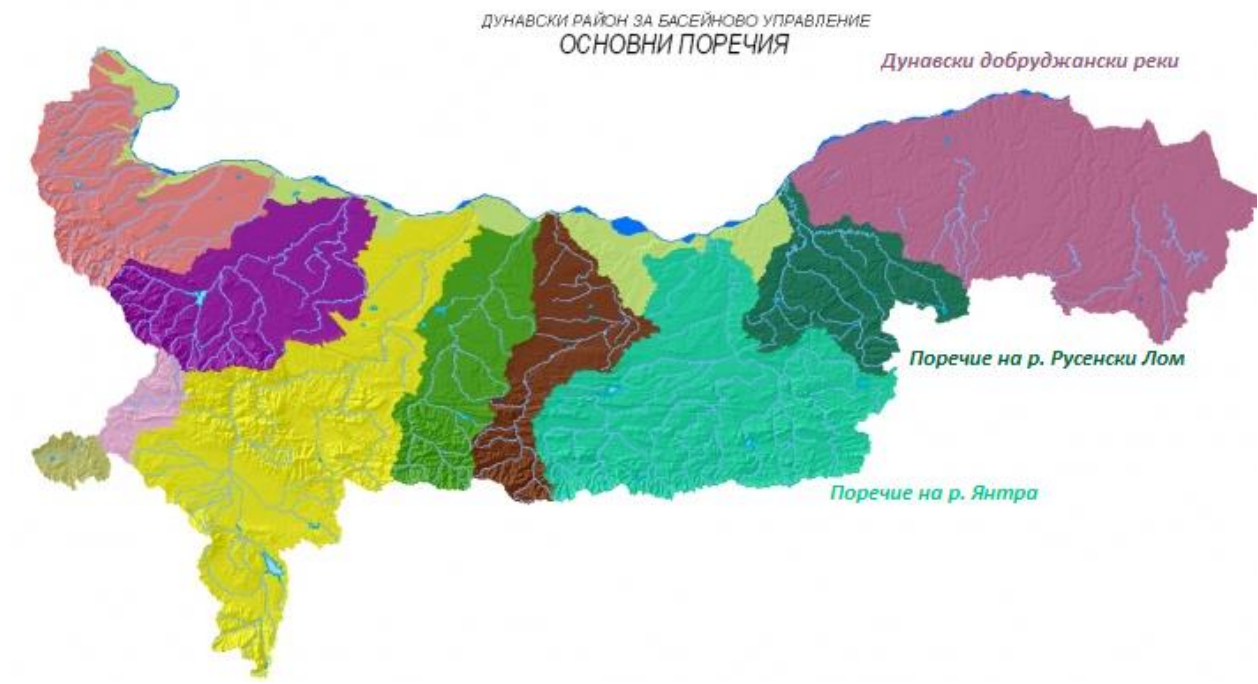 ДУНАВСКИ РАЙОН ЗА БАСЕЙНОВО УПРАВЛЕНИЕ
ОСНОВНИ ПОРЕЧИЯ
Дунавски добруджански реки
Поречие на р. Русенски Лом
Поречие на р. Янтра